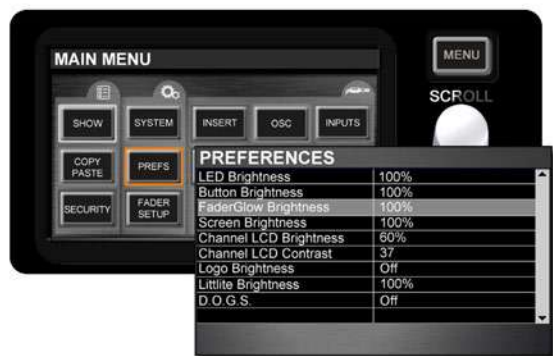 MAIN MENU
MENU
SCROLL
SHOW
SYSTEM
INSERT
OSC
INPUTS
COPY
PASTE
PREFS
SECURITY
FADER
SETUP
PREFERENCES
LED Brightness 100%
Button Brightness 100%
FaderGlow Brightness 100%
Screen Brightness 100%
Channel LCD Brightness 60%
Channel LCD Contrast 37
Logo Brightness Off
Littlite Brightness 100%
D.O.G.S. Off